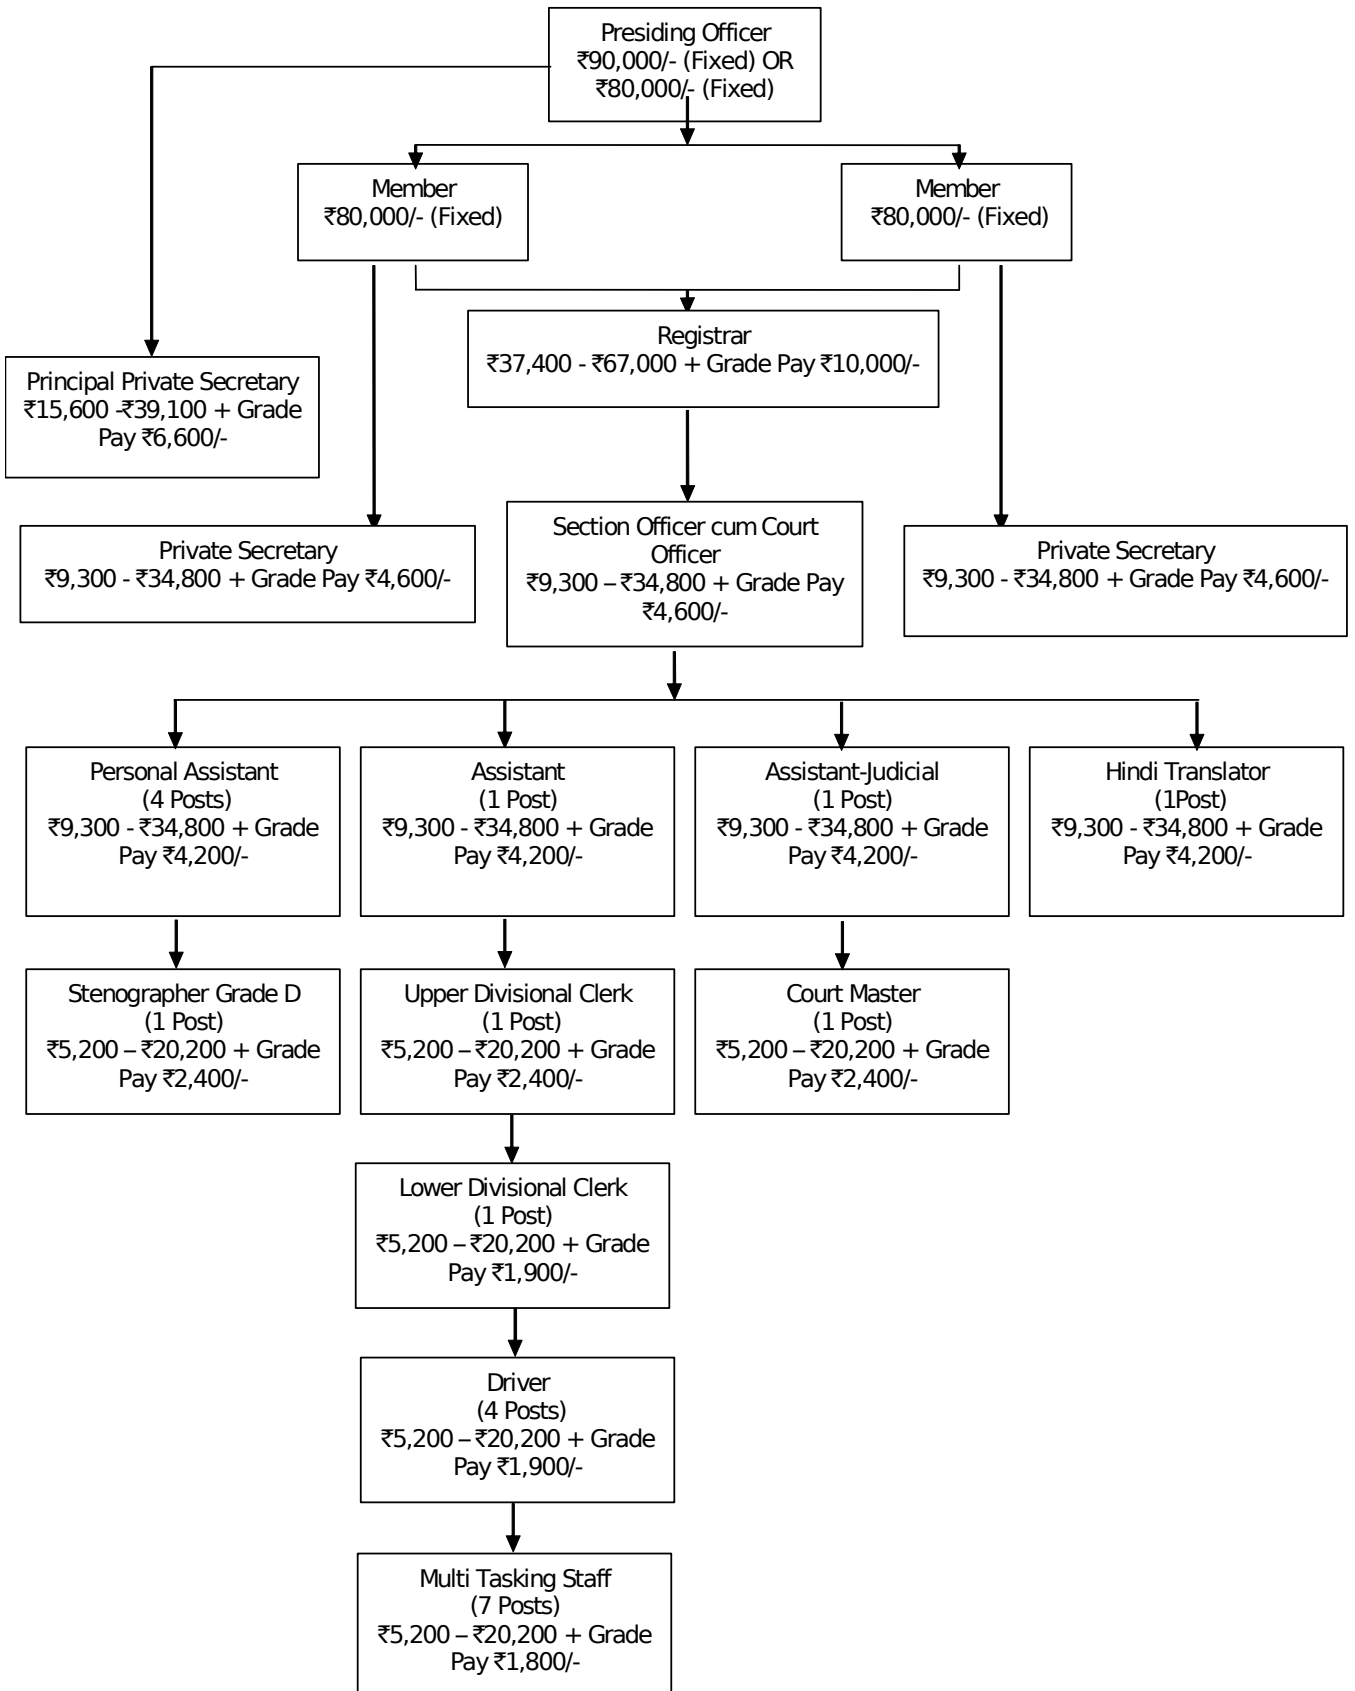 Presiding Officer
₹90,000/- (Fixed) OR
₹80,000/- (Fixed)
Member
₹80,000/- (Fixed)
Member
₹80,000/- (Fixed)
Registrar
₹37,400 - ₹67,000 + Grade Pay ₹10,000/-
Principal Private Secretary
₹15,600 -₹39,100 + Grade
Pay ₹6,600/-
Private Secretary
₹9,300 - ₹34,800 + Grade Pay ₹4,600/-
Section Officer cum Court
Officer
₹9,300 – ₹34,800 + Grade Pay
₹4,600/-
Private Secretary
₹9,300 - ₹34,800 + Grade Pay ₹4,600/-
Personal Assistant
(4 Posts)
₹9,300 - ₹34,800 + Grade
Pay ₹4,200/-
Assistant
(1 Post)
₹9,300 - ₹34,800 + Grade
Pay ₹4,200/-
Assistant-Judicial
(1 Post)
₹9,300 - ₹34,800 + Grade
Pay ₹4,200/-
Hindi Translator
(1Post)
₹9,300 - ₹34,800 + Grade
Pay ₹4,200/-
Stenographer Grade D
(1 Post)
₹5,200 – ₹20,200 + Grade
Pay ₹2,400/-
Upper Divisional Clerk
(1 Post)
₹5,200 – ₹20,200 + Grade
Pay ₹2,400/-
Court Master
(1 Post)
₹5,200 – ₹20,200 + Grade
Pay ₹2,400/-
Lower Divisional Clerk
(1 Post)
₹5,200 – ₹20,200 + Grade
Pay ₹1,900/-
Driver
(4 Posts)
₹5,200 – ₹20,200 + Grade
Pay ₹1,900/-
Multi Tasking Staff
(7 Posts)
₹5,200 – ₹20,200 + Grade
Pay ₹1,800/-